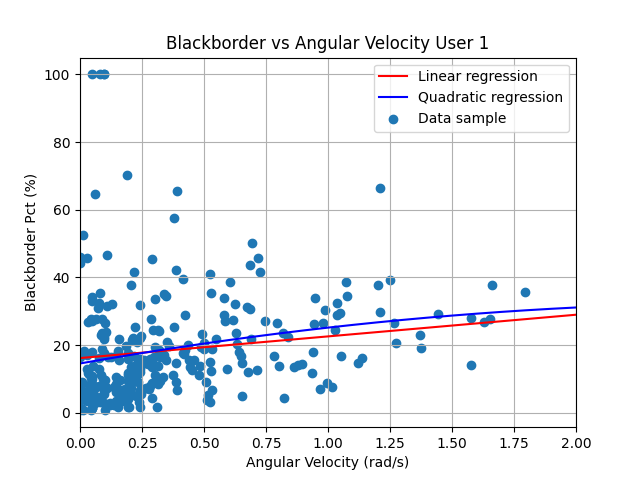 Blackborder vs Angular Velocity User 1
Linear regression
Quadratic regression
Data sample
Blackborder Pct (%)
100
80
60
40
20
0
0.00 0.25 0.50 0.75 1.00 1.25 1.50 1.75 2.00
Angular Velocity (rad/s)